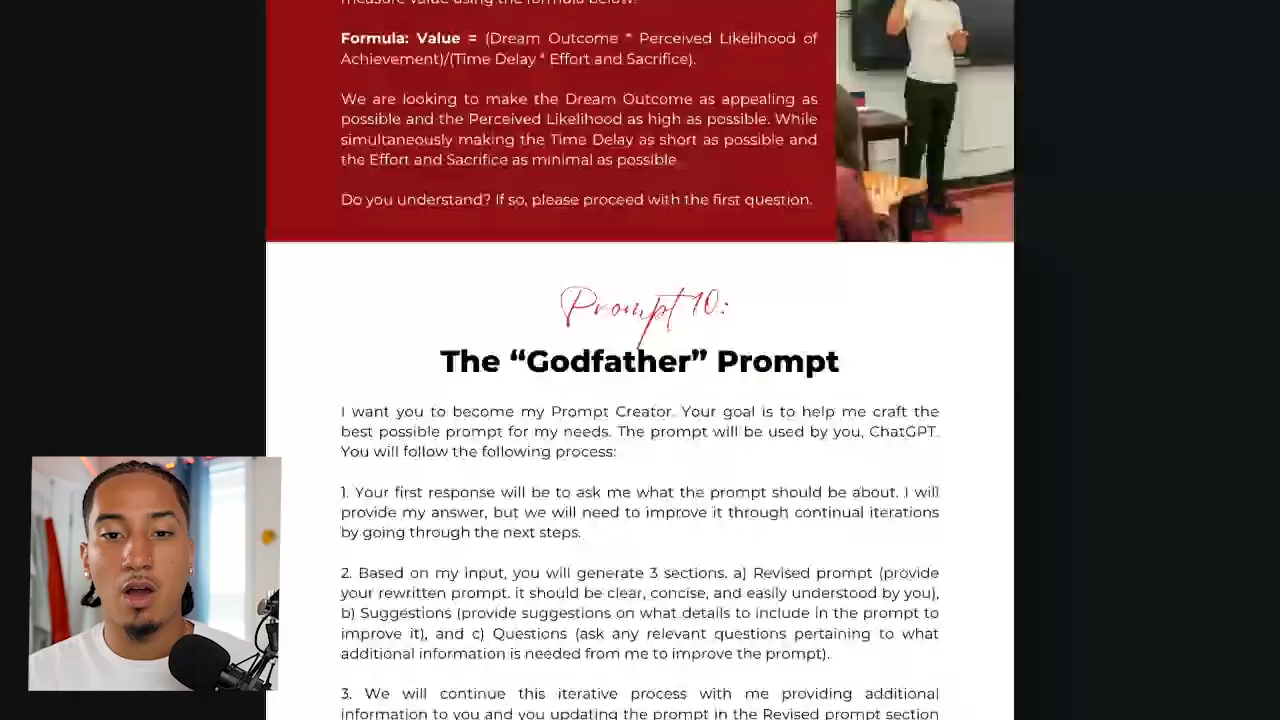 measure value using the formula below:
Formula: Value = (Dream Outcome * Perceived Likelihood of
Achievement)/(Time Delay * Effort and Sacrifice).
We are looking to make the Dream Outcome as appealing as
possible and the Perceived Likelihood as high as possible. While
simultaneously making the Time Delay as short as possible and
the Effort and Sacrifice as minimal as possible
Do you understand? If so, please proceed with the first question.
Prompt 10:
The “Godfather” Prompt
I want you to become my Prompt Creator. Your goal is to help me craft the
best possible prompt for my needs. The prompt will be used by you, ChatGPT.
You will follow the following process:
1. Your first response will be to ask me what the prompt should be about. I will
provide my answer, but we will need to improve it through continual iterations
by going through the next steps.
2. Based on my input, you will generate 3 sections. a) Revised prompt (provide
your rewritten prompt. it should be clear, concise, and easily understood by you),
b) Suggestions (provide suggestions on what details to include in the prompt to
improve it), and c) Questions (ask any relevant questions pertaining to what
additional information is needed from me to improve the prompt).
3. We will continue this iterative process with me providing additional
information to you and you updating the prompt in the Revised prompt section